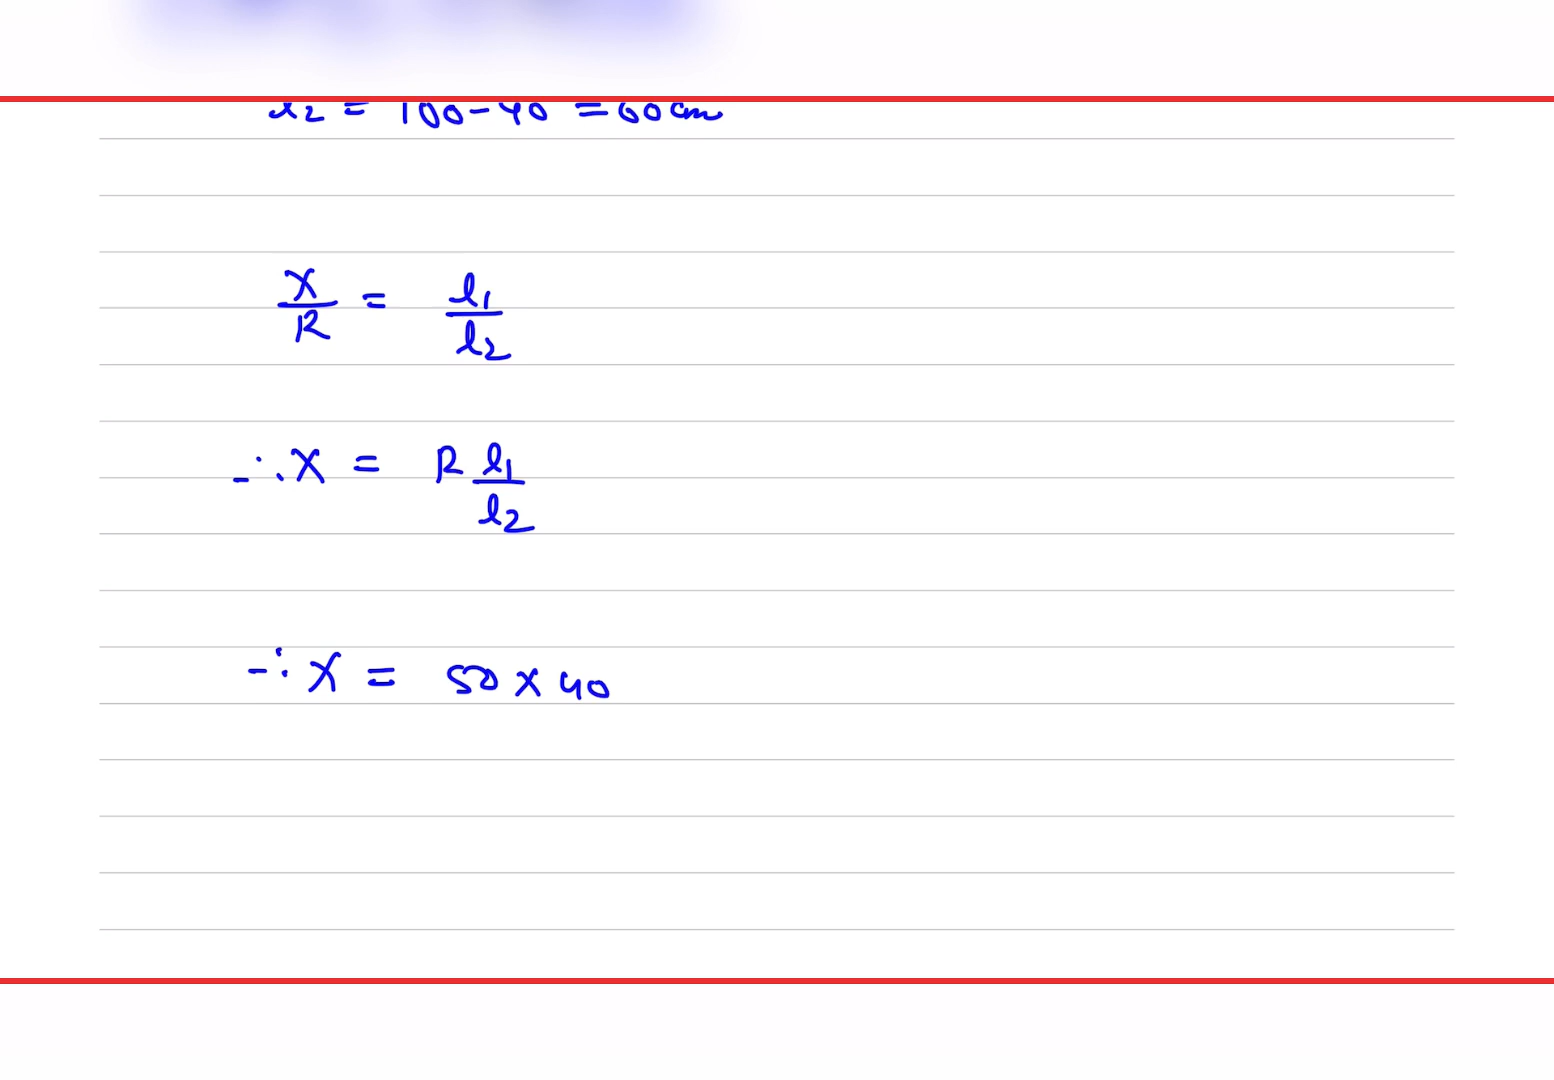 l₂ = 100-40 = 60 cm
X/R = l₁/l₂
∴ X = R l₁/l₂
∴ X = 50 × 40